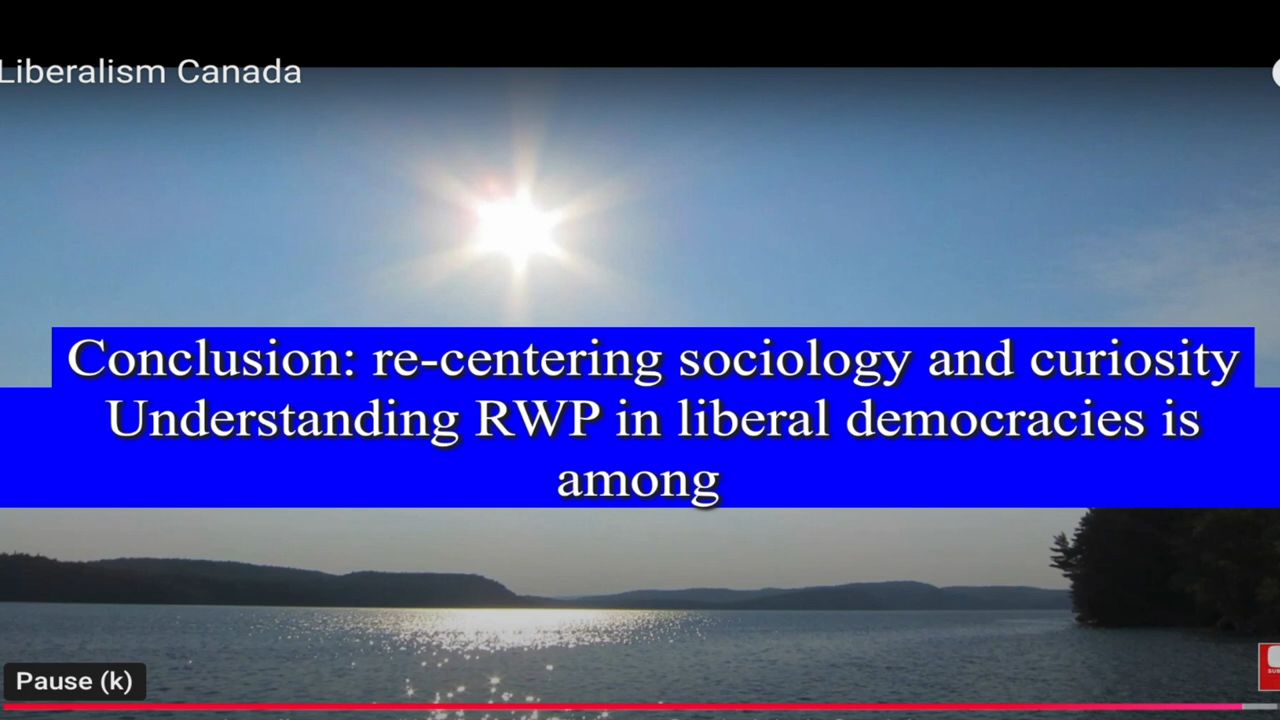 Liberalism Canada
Conclusion: re-centering sociology and curiosity
Understanding RWP in liberal democracies is
among
Pause (k)